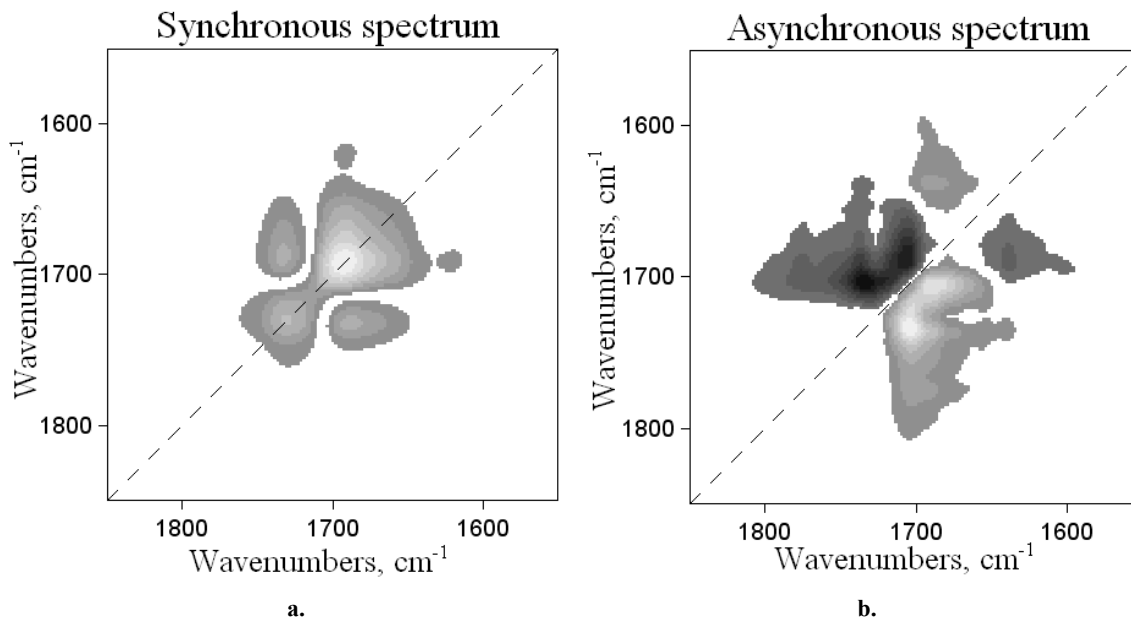 Synchronous spectrum
Wavenumbers, cm-1
1600
1700
1800
1800 1700 1600
Wavenumbers, cm-1
a.
Asynchronous spectrum
Wavenumbers, cm-1
1600
1700
1800
1800 1700 1600
Wavenumbers, cm-1
b.